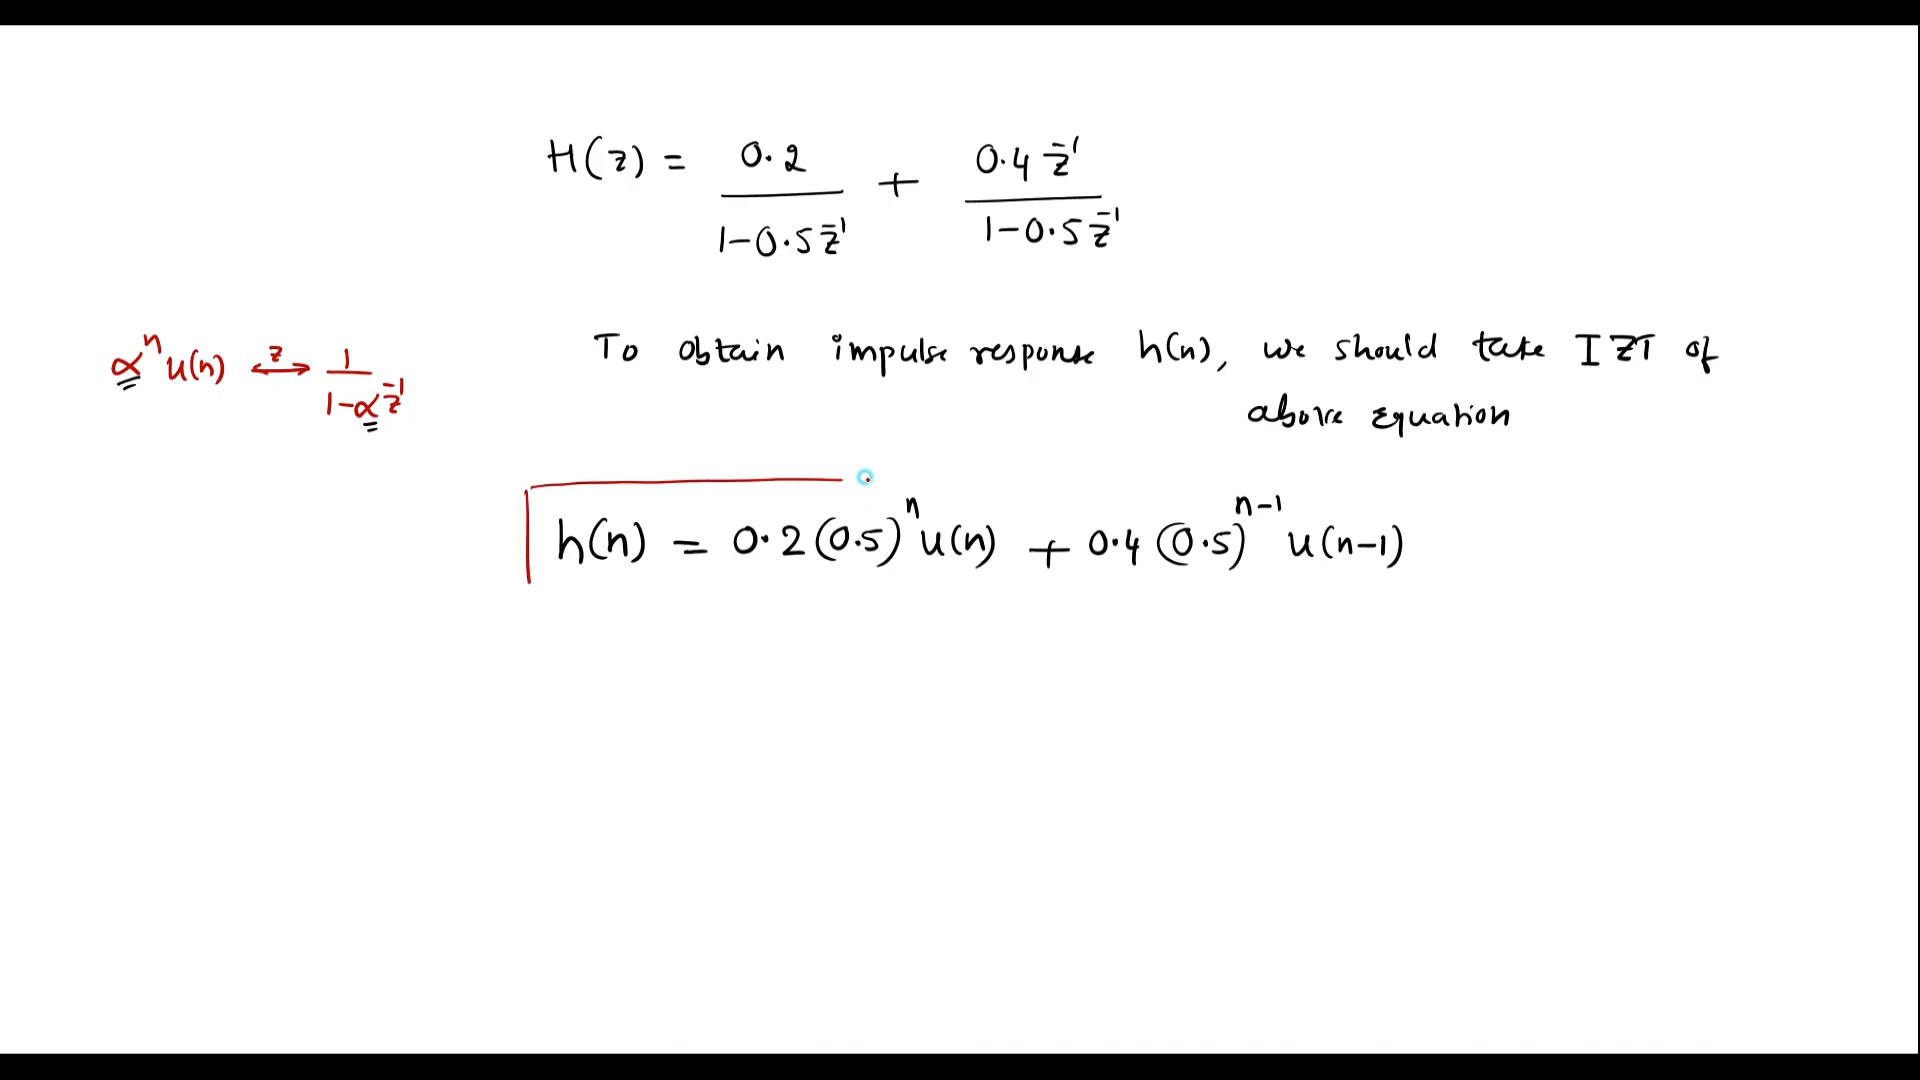 H(z) = 0.2 / (1-0.5z⁻¹) + 0.4z⁻¹ / (1-0.5z⁻¹)
αⁿ u(n) ←z→ 1 / (1-αz⁻¹)
To obtain impulse response h(n), we should take IZT of
above equation
h(n) = 0.2(0.5)ⁿ u(n) + 0.4(0.5)ⁿ⁻¹ u(n-1)